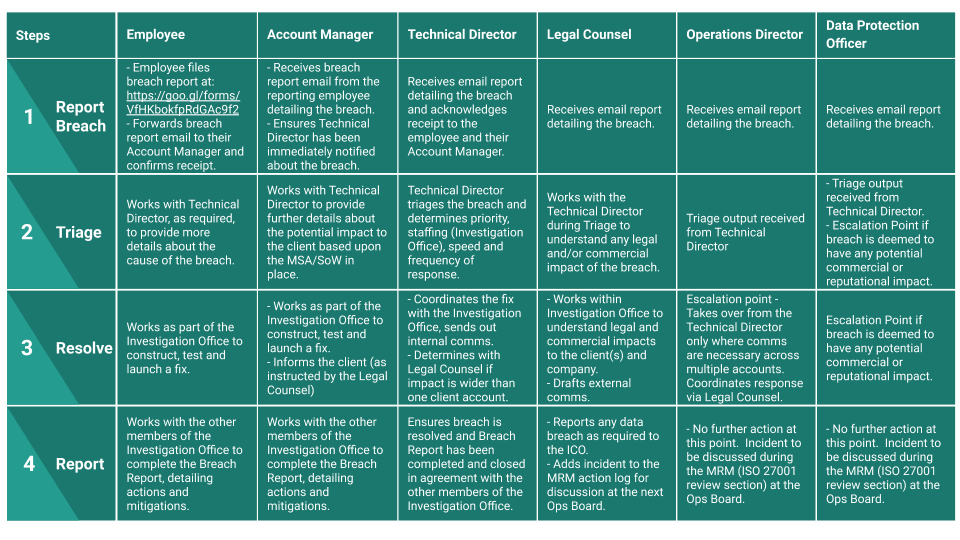 Steps
Employee
Account Manager
Technical Director
Legal Counsel
Operations Director
Data Protection
Officer
1
Report
Breach
- Employee files
breach report at:
https://goo.gl/forms/
VfHKbokfpRdGAc9f2
- Forwards breach
report email to their
Account Manager and
confirms receipt.
- Receives breach
report email from the
reporting employee
detailing the breach.
- Ensures Technical
Director has been
immediately notified
about the breach.
Receives email report
detailing the breach
and acknowledges
receipt to the
employee and their
Account Manager.
Receives email report
detailing the breach.
Receives email report
detailing the breach.
Receives email report
detailing the breach.
2
Triage
Works with Technical
Director, as required,
to provide more
details about the
cause of the breach.
Works with Technical
Director to provide
further details about
the potential impact to
the client based upon
the MSA/SoW in
place.
Technical Director
triages the breach and
determines priority,
staffing (Investigation
Office), speed and
frequency of
response.
Works with the
Technical Director
during Triage to
understand any legal
and/or commercial
impact of the breach.
Triage output received
from Technical
Director
- Triage output
received from
Technical Director.
- Escalation Point if
breach is deemed to
have any potential
commercial or
reputational impact.
3
Resolve
Works as part of the
Investigation Office to
construct, test and
launch a fix.
- Works as part of the
Investigation Office to
construct, test and
launch a fix.
- Informs the client (as
instructed by the Legal
Counsel)
- Coordinates the fix
with the Investigation
Office, sends out
internal comms.
- Determines with
Legal Counsel if
impact is wider than
one client account.
- Works within
Investigation Office to
understand legal and
commercial impacts
to the client(s) and
company.
- Drafts external
comms.
Escalation point -
Takes over from the
Technical Director
only where comms
are necessary across
multiple accounts.
Coordinates response
via Legal Counsel.
Escalation Point if
breach is deemed to
have any potential
commercial or
reputational impact.
4
Report
Works with the other
members of the
Investigation Office to
complete the Breach
Report, detailing
actions and
mitigations.
Works with the other
members of the
Investigation Office to
complete the Breach
Report, detailing
actions and
mitigations.
Ensures breach is
resolved and Breach
Report has been
completed and closed
in agreement with the
other members of the
Investigation Office.
- Reports any data
breach as required to
the ICO.
- Adds incident to the
MRM action log for
discussion at the next
Ops Board.
- No further action at
this point. Incident to
be discussed during
the MRM (ISO 27001
review section) at the
Ops Board.
- No further action at
this point. Incident to
be discussed during
the MRM (ISO 27001
review section) at the
Ops Board.